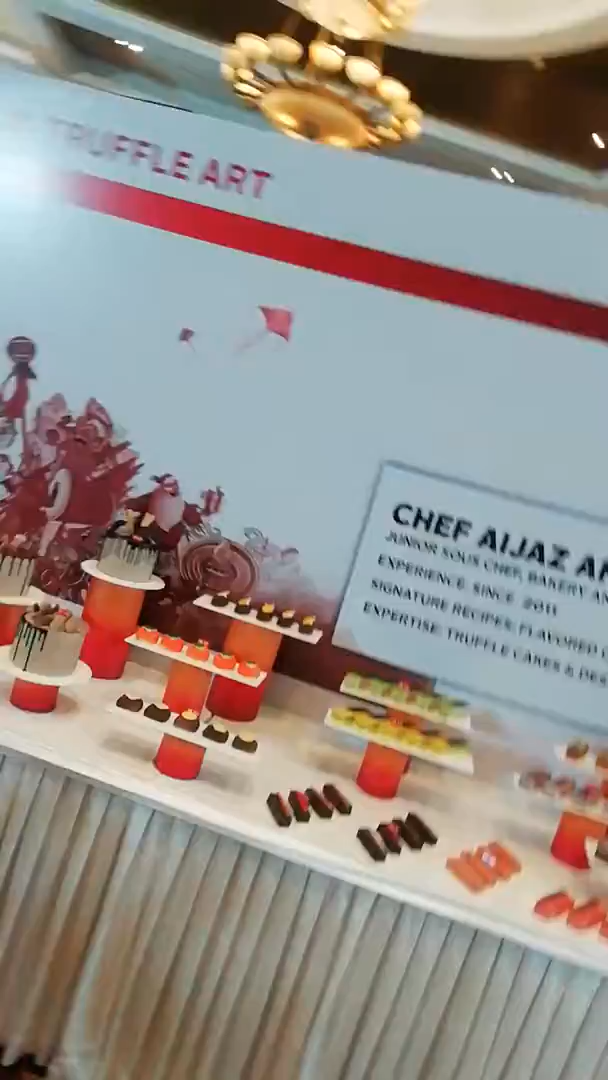 TRUFFLE ART
CHEF AIJAZ
JUNIOR SOUS CHEF, BAKERY
EXPERIENCE: SINCE 2011
SIGNATURE RECIPES: FLAVORED
EXPERTISE: TRUFFLE CAKES &